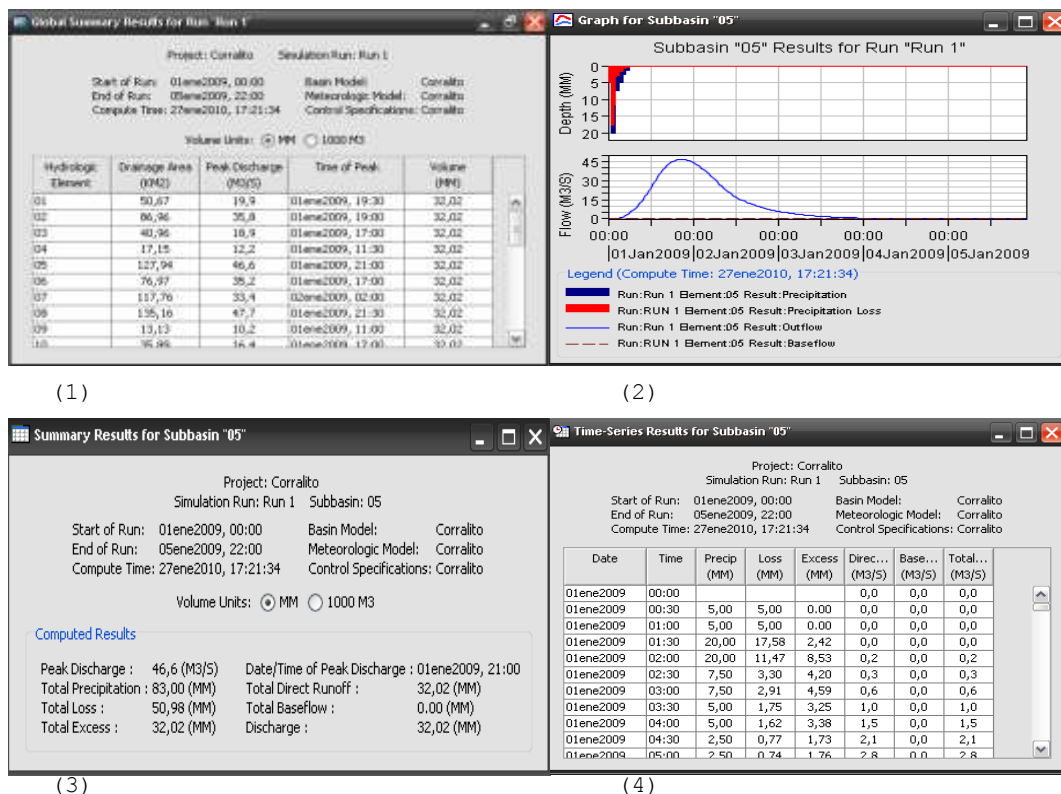 Global Summary Results for Run "Run 1"
Project: Corralito Simulation Run: Run 1
Start of Run: 01ene2009, 00:00 Basin Model: Corralito
End of Run: 05ene2009, 22:00 Meteorologic Model: Corralito
Compute Time: 27ene2010, 17:21:34 Control Specifications: Corralito
Volume Units: MM 1000 M3
Hydrologic Element Drainage Area (KM2) Peak Discharge (M3/S) Time of Peak Volume (MM)
01 50,67 19,9 01ene2009, 19:30 32,02
02 86,96 35,8 01ene2009, 19:00 32,02
03 40,96 18,9 01ene2009, 17:00 32,02
04 17,15 12,2 01ene2009, 11:30 32,02
05 127,94 46,6 01ene2009, 21:00 32,02
06 76,97 35,2 01ene2009, 17:00 32,02
07 117,76 33,4 02ene2009, 02:00 32,02
08 135,16 47,7 01ene2009, 21:30 32,02
09 13,13 10,2 01ene2009, 11:00 32,02
10 35,89 16,4 01ene2009, 17:00 32,02
(1)
Graph for Subbasin "05"
Subbasin "05" Results for Run "Run 1"
Depth (MM)
0
5
10
15
20
Flow (M3/S)
45
30
15
0
00:00 00:00 00:00 00:00 00:00
01Jan2009 02Jan2009 03Jan2009 04Jan2009 05Jan2009
Legend (Compute Time: 27ene2010, 17:21:34)
Run:Run 1 Element:05 Result:Precipitation
Run:RUN 1 Element:05 Result:Precipitation Loss
Run:Run 1 Element:05 Result:Outflow
Run:RUN 1 Element:05 Result:Baseflow
(2)
Summary Results for Subbasin "05"
Project: Corralito
Simulation Run: Run 1 Subbasin: 05
Start of Run: 01ene2009, 00:00 Basin Model: Corralito
End of Run: 05ene2009, 22:00 Meteorologic Model: Corralito
Compute Time: 27ene2010, 17:21:34 Control Specifications: Corralito
Volume Units: MM 1000 M3
Computed Results
Peak Discharge : 46,6 (M3/S) Date/Time of Peak Discharge : 01ene2009, 21:00
Total Precipitation : 83,00 (MM) Total Direct Runoff : 32,02 (MM)
Total Loss : 50,98 (MM) Total Baseflow : 0.00 (MM)
Total Excess : 32,02 (MM) Discharge : 32,02 (MM)
(3)
Time-Series Results for Subbasin "05"
Project: Corralito
Simulation Run: Run 1 Subbasin: 05
Start of Run: 01ene2009, 00:00 Basin Model: Corralito
End of Run: 05ene2009, 22:00 Meteorologic Model: Corralito
Compute Time: 27ene2010, 17:21:34 Control Specifications: Corralito
Date Time Precip (MM) Loss (MM) Excess (MM) Direc... (M3/S) Base... (M3/S) Total... (M3/S)
01ene2009 00:00 0,0 0,0 0,0
01ene2009 00:30 5,00 5,00 0.00 0,0 0,0 0,0
01ene2009 01:00 5,00 5,00 0.00 0,0 0,0 0,0
01ene2009 01:30 20,00 17,58 2,42 0,0 0,0 0,0
01ene2009 02:00 20,00 11,47 8,53 0,2 0,0 0,2
01ene2009 02:30 7,50 3,30 4,20 0,3 0,0 0,3
01ene2009 03:00 7,50 2,91 4,59 0,6 0,0 0,6
01ene2009 03:30 5,00 1,75 3,25 1,0 0,0 1,0
01ene2009 04:00 5,00 1,62 3,38 1,5 0,0 1,5
01ene2009 04:30 2,50 0,77 1,73 2,1 0,0 2,1
01ene2009 05:00 2,50 0,74 1,76 2,8 0,0 2,8
(4)